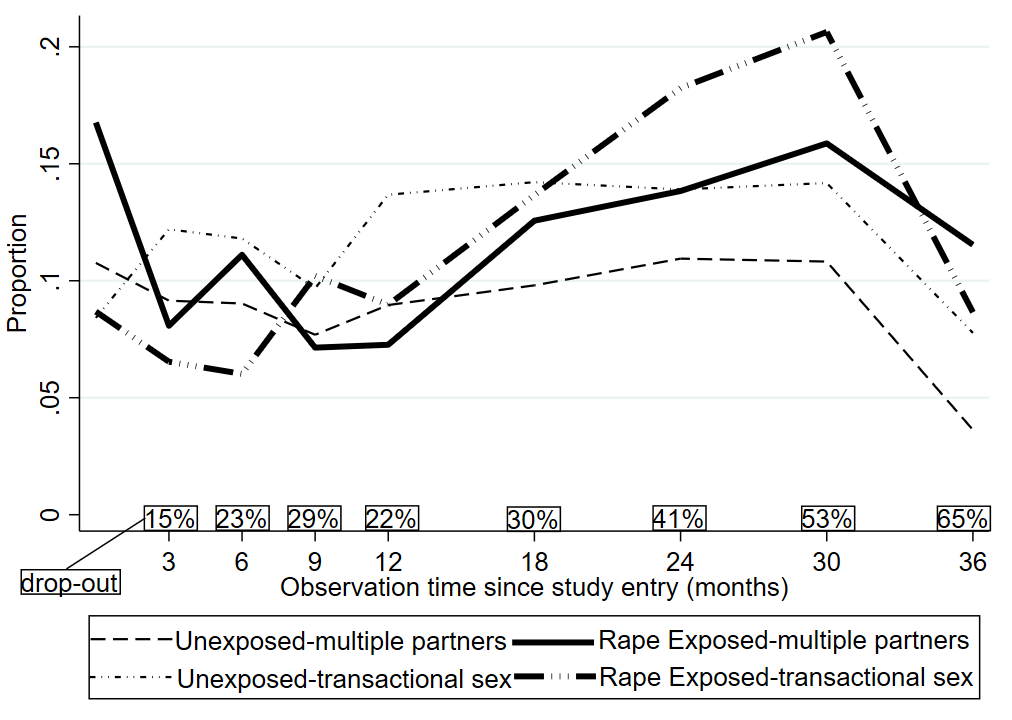 .2
.15
.1
.05
0
Proportion
15% 23% 29% 22% 30% 41% 53% 65%
3 6 9 12 18 24 30 36
drop-out
Observation time since study entry (months)
Unexposed-multiple partners Rape Exposed-multiple partners
Unexposed-transactional sex Rape Exposed-transactional sex